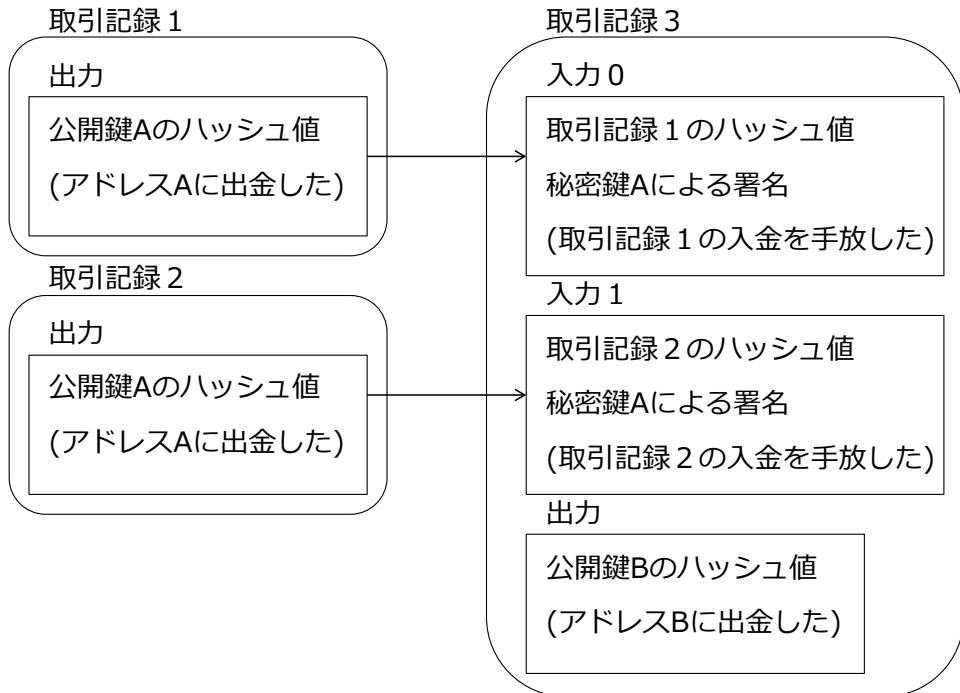 取引記録１
出力
公開鍵Aのハッシュ値
(アドレスAに出金した)
取引記録２
出力
公開鍵Aのハッシュ値
(アドレスAに出金した)
取引記録３
入力０
取引記録１のハッシュ値
秘密鍵Aによる署名
(取引記録１の入金を手放した)
入力１
取引記録２のハッシュ値
秘密鍵Aによる署名
(取引記録２の入金を手放した)
出力
公開鍵Bのハッシュ値
(アドレスBに出金した)